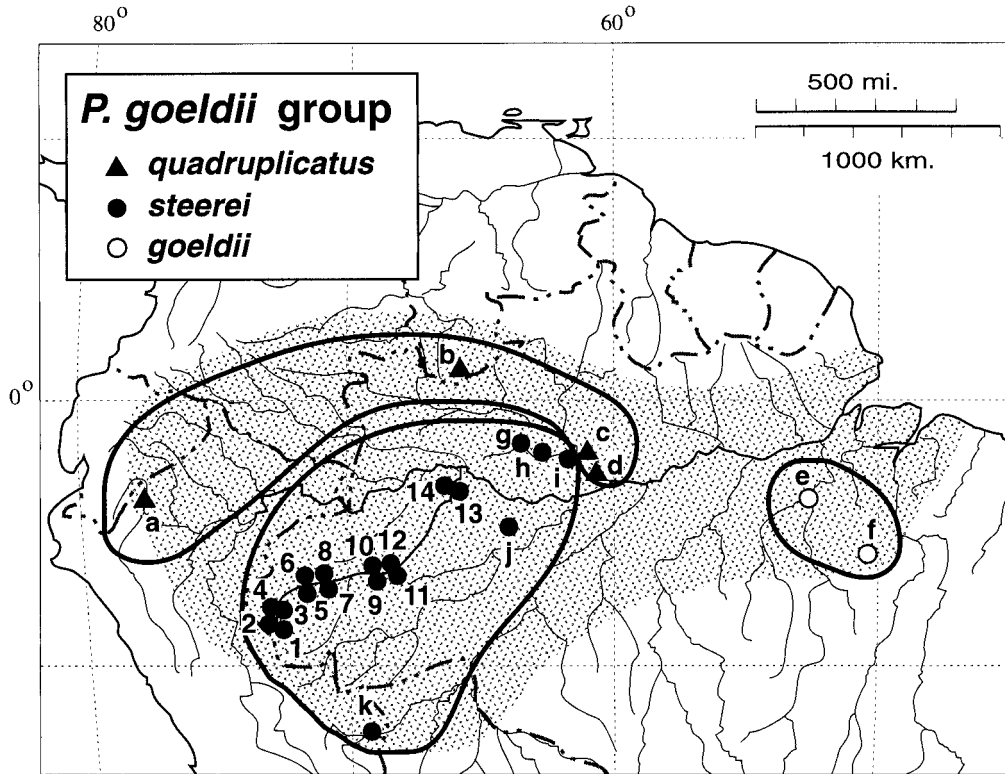 80° 60°
P. goeldii group
quadruplicatus
steerei
goeldii
500 mi.
1000 km.
0°
b
c
d
a
g
h
i
e
f
14
13
j
10 12
6 8
9 11
4
3 5 7
2
1
k